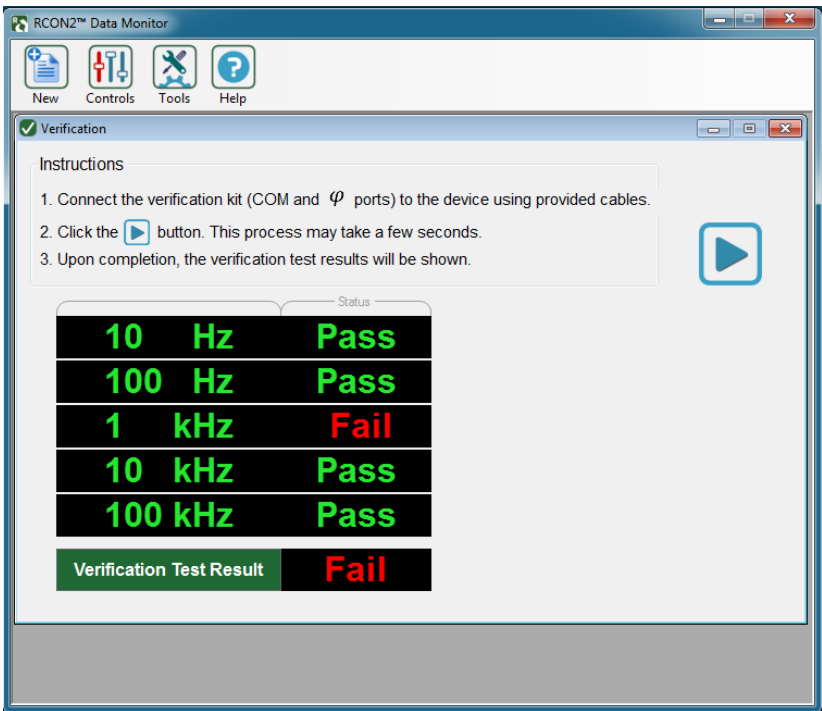 RCON2™ Data Monitor
New Controls Tools Help
Verification
Instructions
1. Connect the verification kit (COM and φ ports) to the device using provided cables.
2. Click the button. This process may take a few seconds.
3. Upon completion, the verification test results will be shown.
Status
10 Hz Pass
100 Hz Pass
1 kHz Fail
10 kHz Pass
100 kHz Pass
Verification Test Result Fail